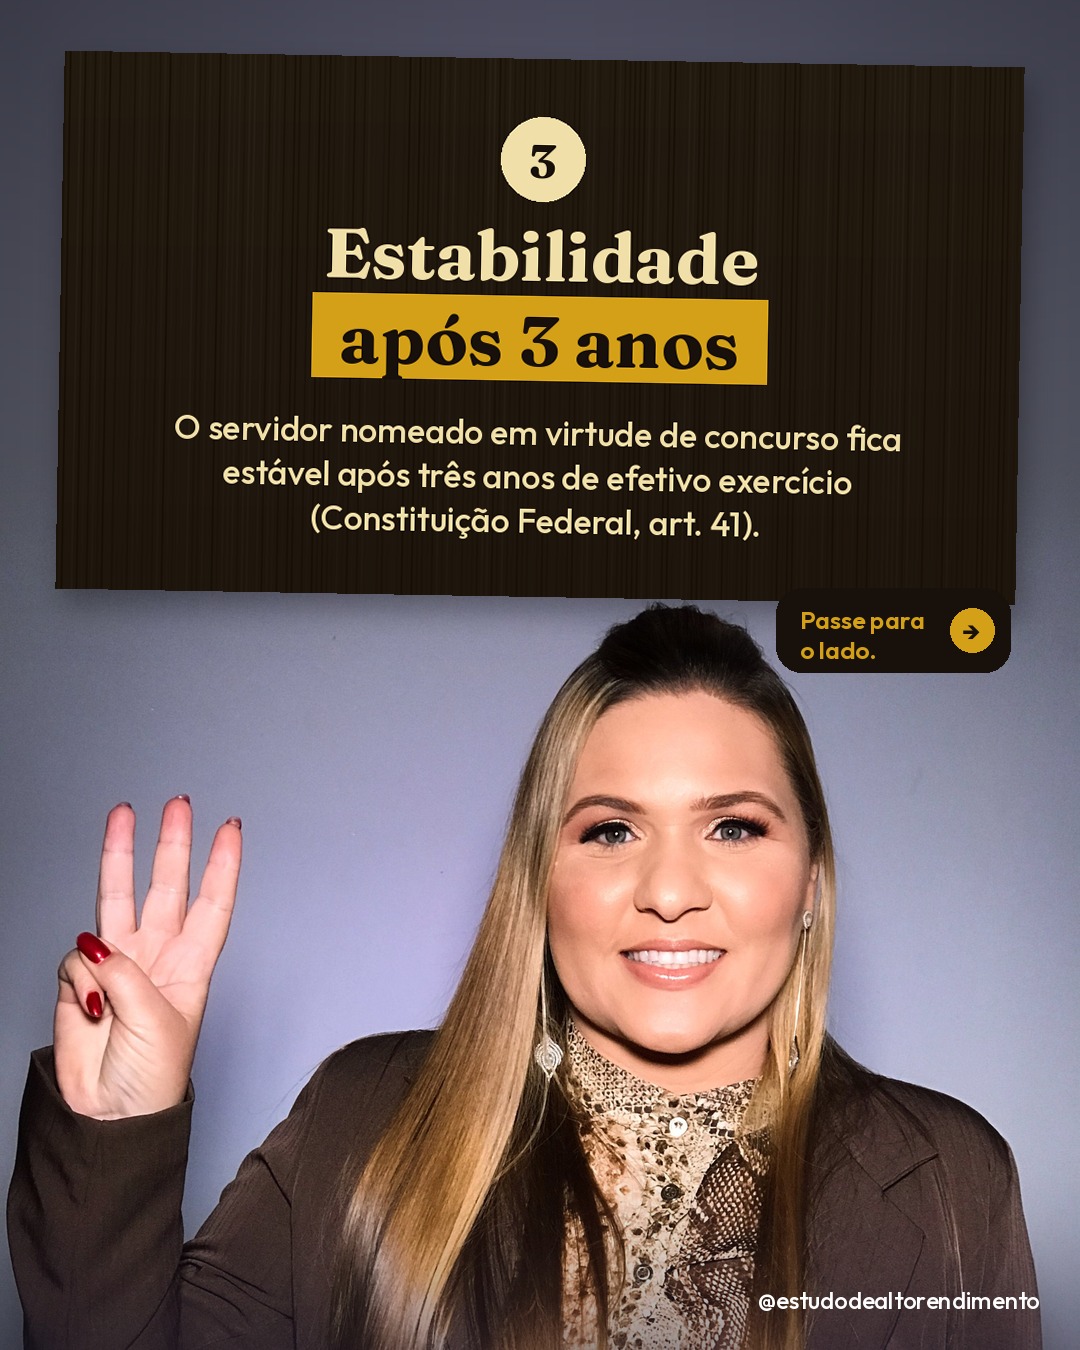 3
Estabilidade
após 3 anos
O servidor nomeado em virtude de concurso fica
estável após três anos de efetivo exercício
(Constituição Federal, art. 41).
Passe para
o lado.
@estudodealtorendimento